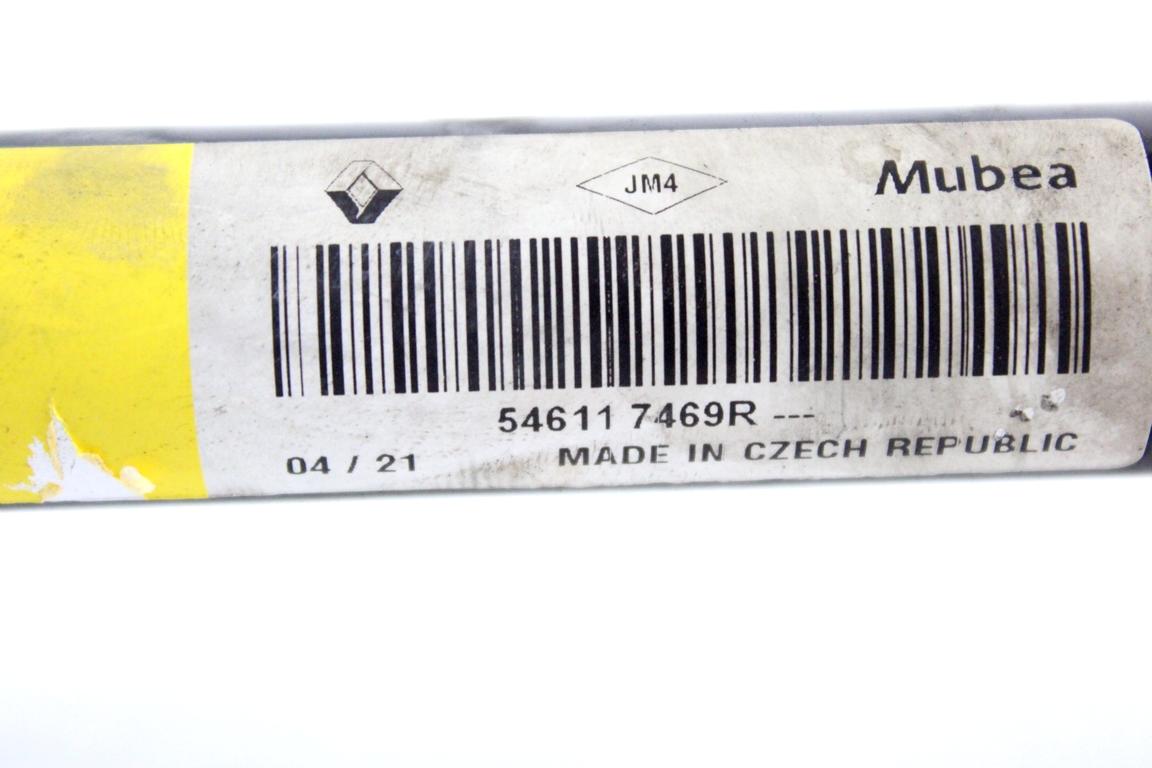 JM4
Mubea
54611 7469R ---
04 / 21
MADE IN CZECH REPUBLIC